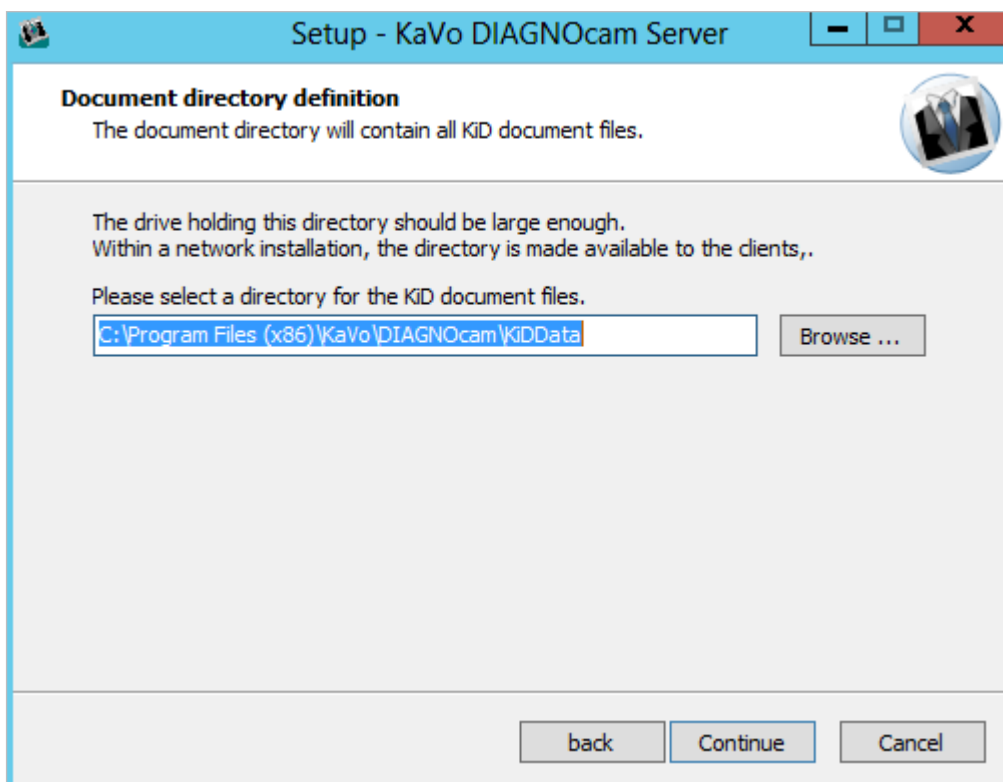 Setup - KaVo DIAGNOcam Server
Document directory definition
The document directory will contain all KiD document files.
The drive holding this directory should be large enough.
Within a network installation, the directory is made available to the clients,.
Please select a directory for the KiD document files.
C:\Program Files (x86)\KaVo\DIAGNOcam\KiDData
Browse ...
back
Continue
Cancel